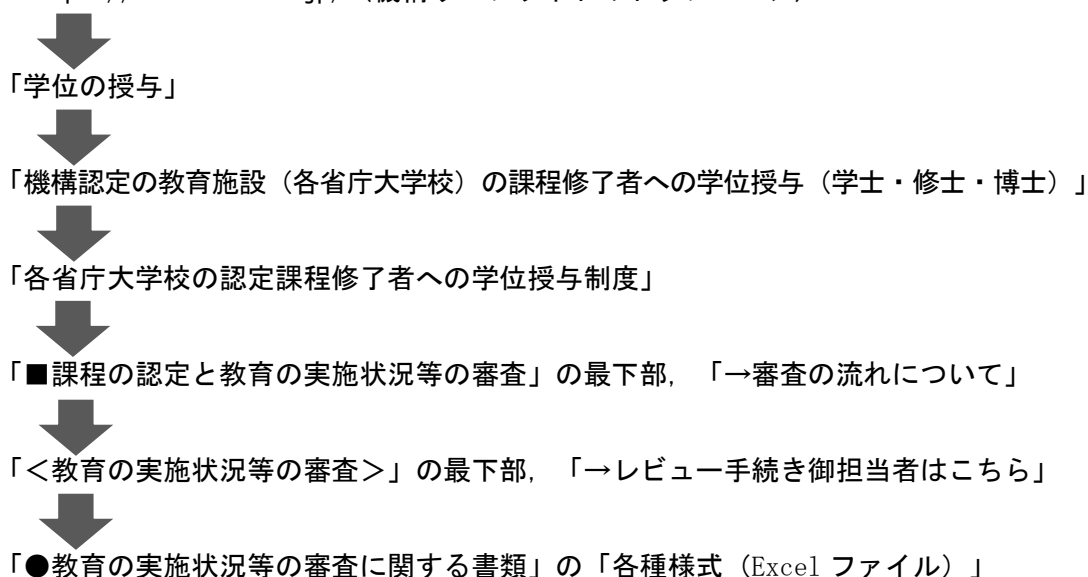 「学位の授与」
「機構認定の教育施設（各省庁大学校）の課程修了者への学位授与（学士・修士・博士）」
「各省庁大学校の認定課程修了者への学位授与制度」
「■課程の認定と教育の実施状況等の審査」の最下部，「→審査の流れについて」
「＜教育の実施状況等の審査＞」の最下部，「→レビュー手続き御担当者はこちら」
「●教育の実施状況等の審査に関する書類」の「各種様式（Excel ファイル）」